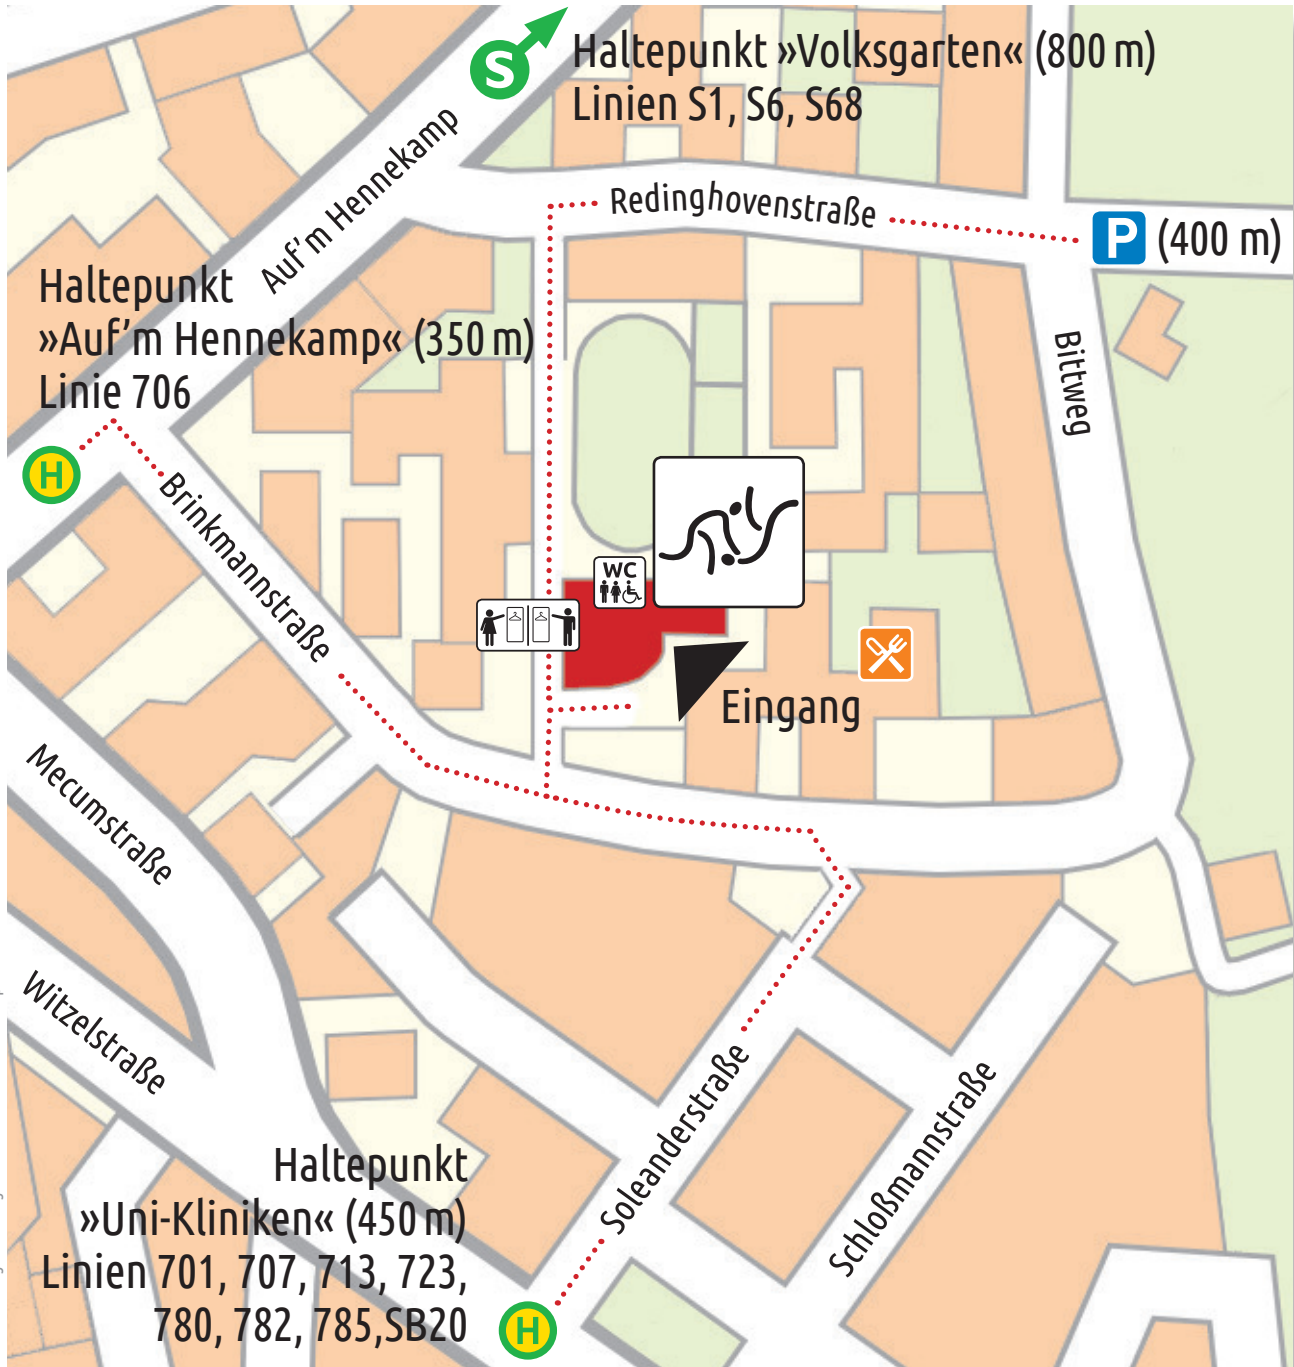 S
Haltepunkt »Volksgarten« (800 m)
Linien S1, S6, S68
Auf'm Hennekamp
Redinghovenstraße
P (400 m)
Haltepunkt
»Auf'm Hennekamp« (350 m)
Linie 706
H
Bittweg
Brinkmannstraße
WC
Eingang
Mecumstraße
Witzelstraße
Soleanderstraße
Schloßmannstraße
Haltepunkt
»Uni-Kliniken« (450 m)
Linien 701, 707, 713, 723,
780, 782, 785,SB20
H